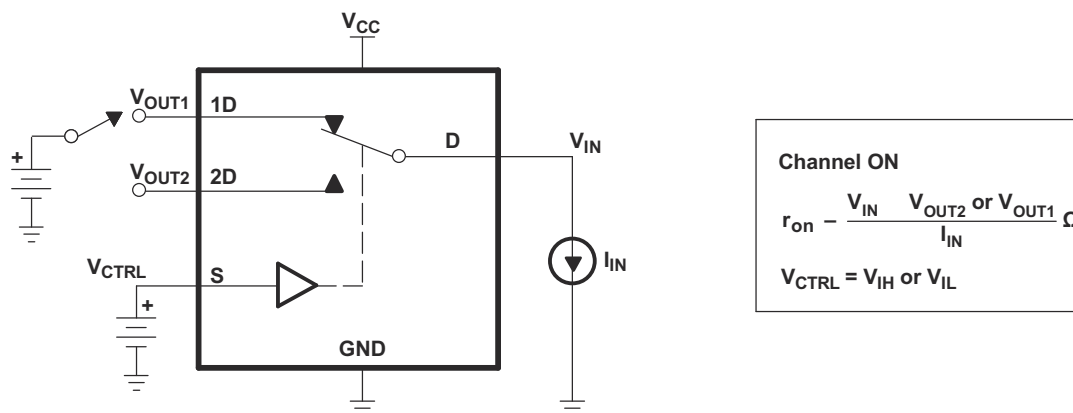 VCC
VOUT1 1D
D VIN
VOUT2 2D
VCTRL S
IIN
GND
+
+
Channel ON
ron – VIN VOUT2 or VOUT1 / IIN Ω
VCTRL = VIH or VIL